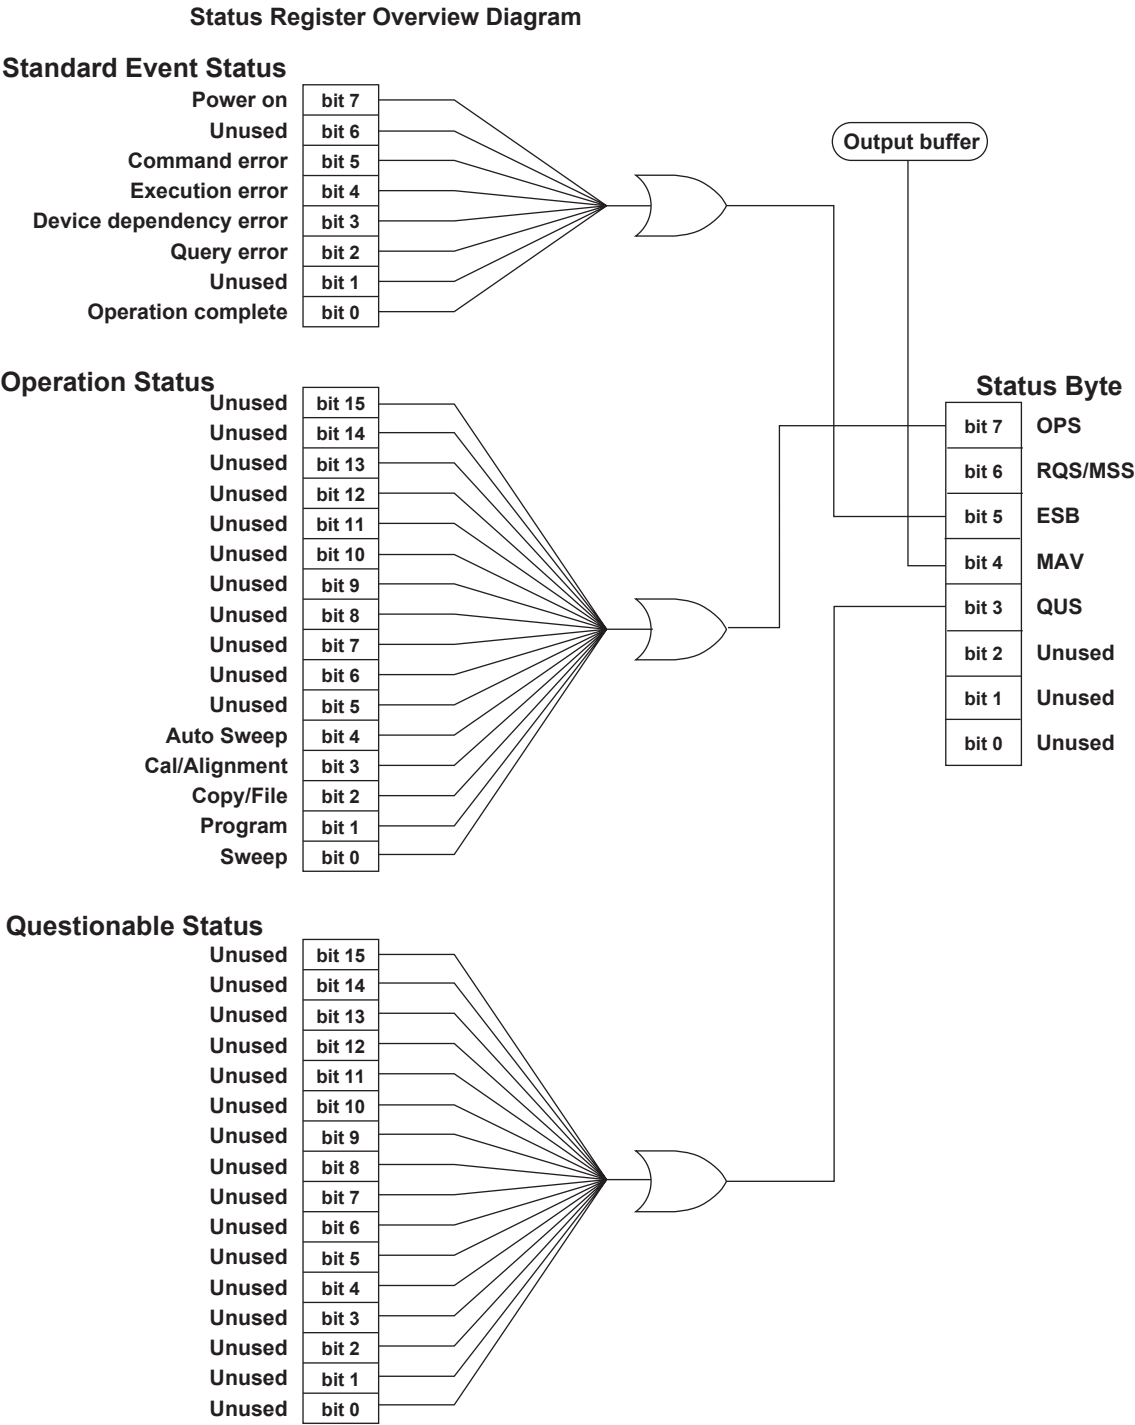 Status Register Overview Diagram
Standard Event Status
Power on bit 7
Unused bit 6
Command error bit 5
Execution error bit 4
Device dependency error bit 3
Query error bit 2
Unused bit 1
Operation complete bit 0
Output buffer
Operation Status
Unused bit 15
Unused bit 14
Unused bit 13
Unused bit 12
Unused bit 11
Unused bit 10
Unused bit 9
Unused bit 8
Unused bit 7
Unused bit 6
Unused bit 5
Auto Sweep bit 4
Cal/Alignment bit 3
Copy/File bit 2
Program bit 1
Sweep bit 0
Status Byte
bit 7 OPS
bit 6 RQS/MSS
bit 5 ESB
bit 4 MAV
bit 3 QUS
bit 2 Unused
bit 1 Unused
bit 0 Unused
Questionable Status
Unused bit 15
Unused bit 14
Unused bit 13
Unused bit 12
Unused bit 11
Unused bit 10
Unused bit 9
Unused bit 8
Unused bit 7
Unused bit 6
Unused bit 5
Unused bit 4
Unused bit 3
Unused bit 2
Unused bit 1
Unused bit 0